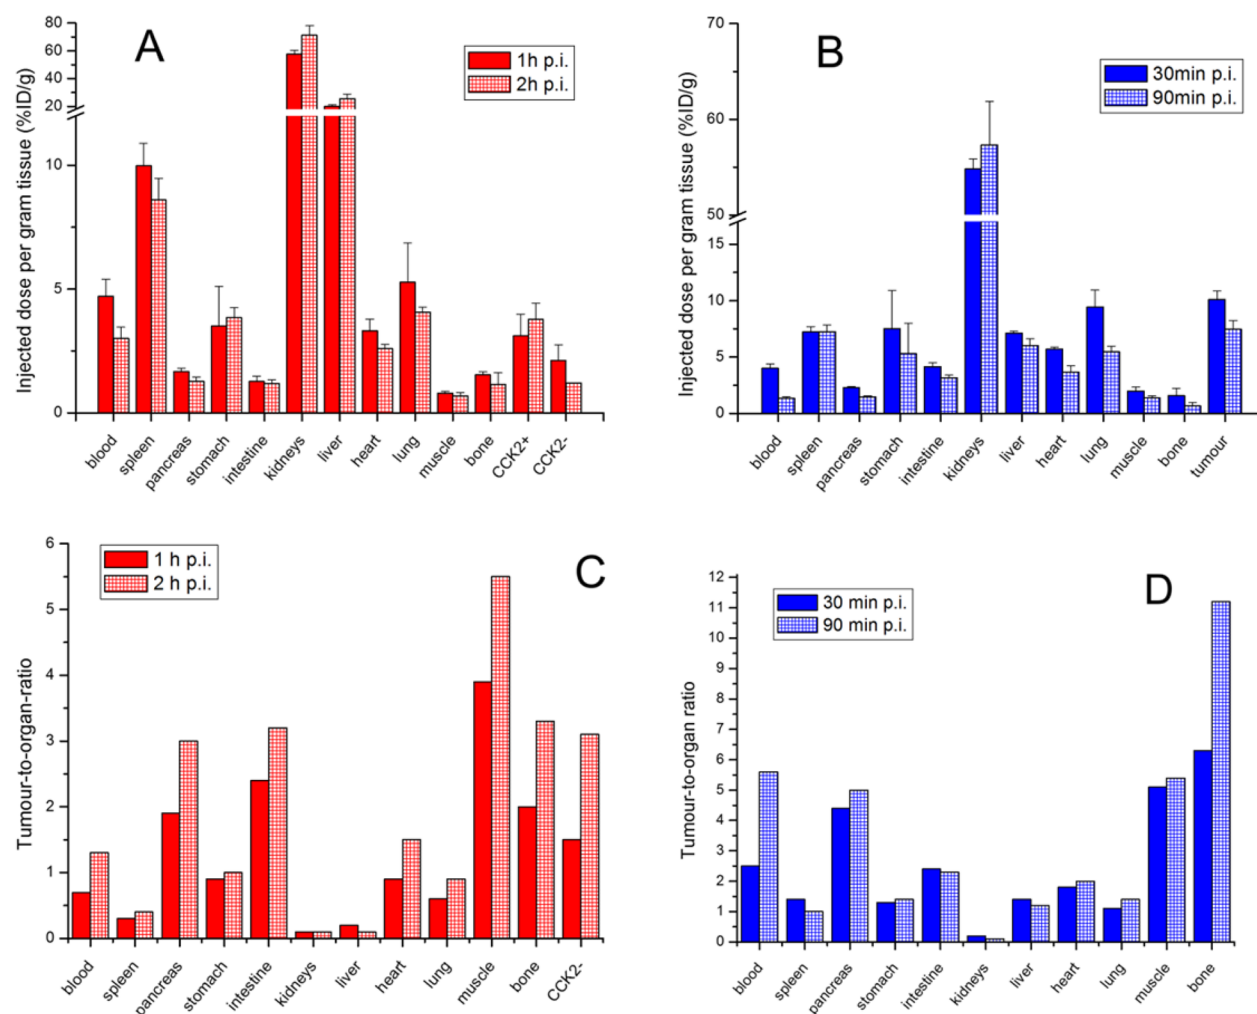 A
1h p.i.
2h p.i.
Injected dose per gram tissue (%ID/g)
80
60
40
20
10
5
0
blood
spleen
pancreas
stomach
intestine
kidneys
liver
heart
lung
muscle
bone
CCK2+
CCK2-
B
30min p.i.
90min p.i.
Injected dose per gram tissue (%ID/g)
70
60
50
15
10
5
0
blood
spleen
pancreas
stomach
intestine
kidneys
liver
heart
lung
muscle
bone
tumour
C
1 h p.i.
2 h p.i.
Tumour-to-organ-ratio
6
5
4
3
2
1
0
blood
spleen
pancreas
stomach
intestine
kidneys
liver
heart
lung
muscle
bone
CCK2-
D
30 min p.i.
90 min p.i.
Tumour-to-organ ratio
12
11
10
9
8
7
6
5
4
3
2
1
0
blood
spleen
pancreas
stomach
intestine
kidneys
liver
heart
lung
muscle
bone